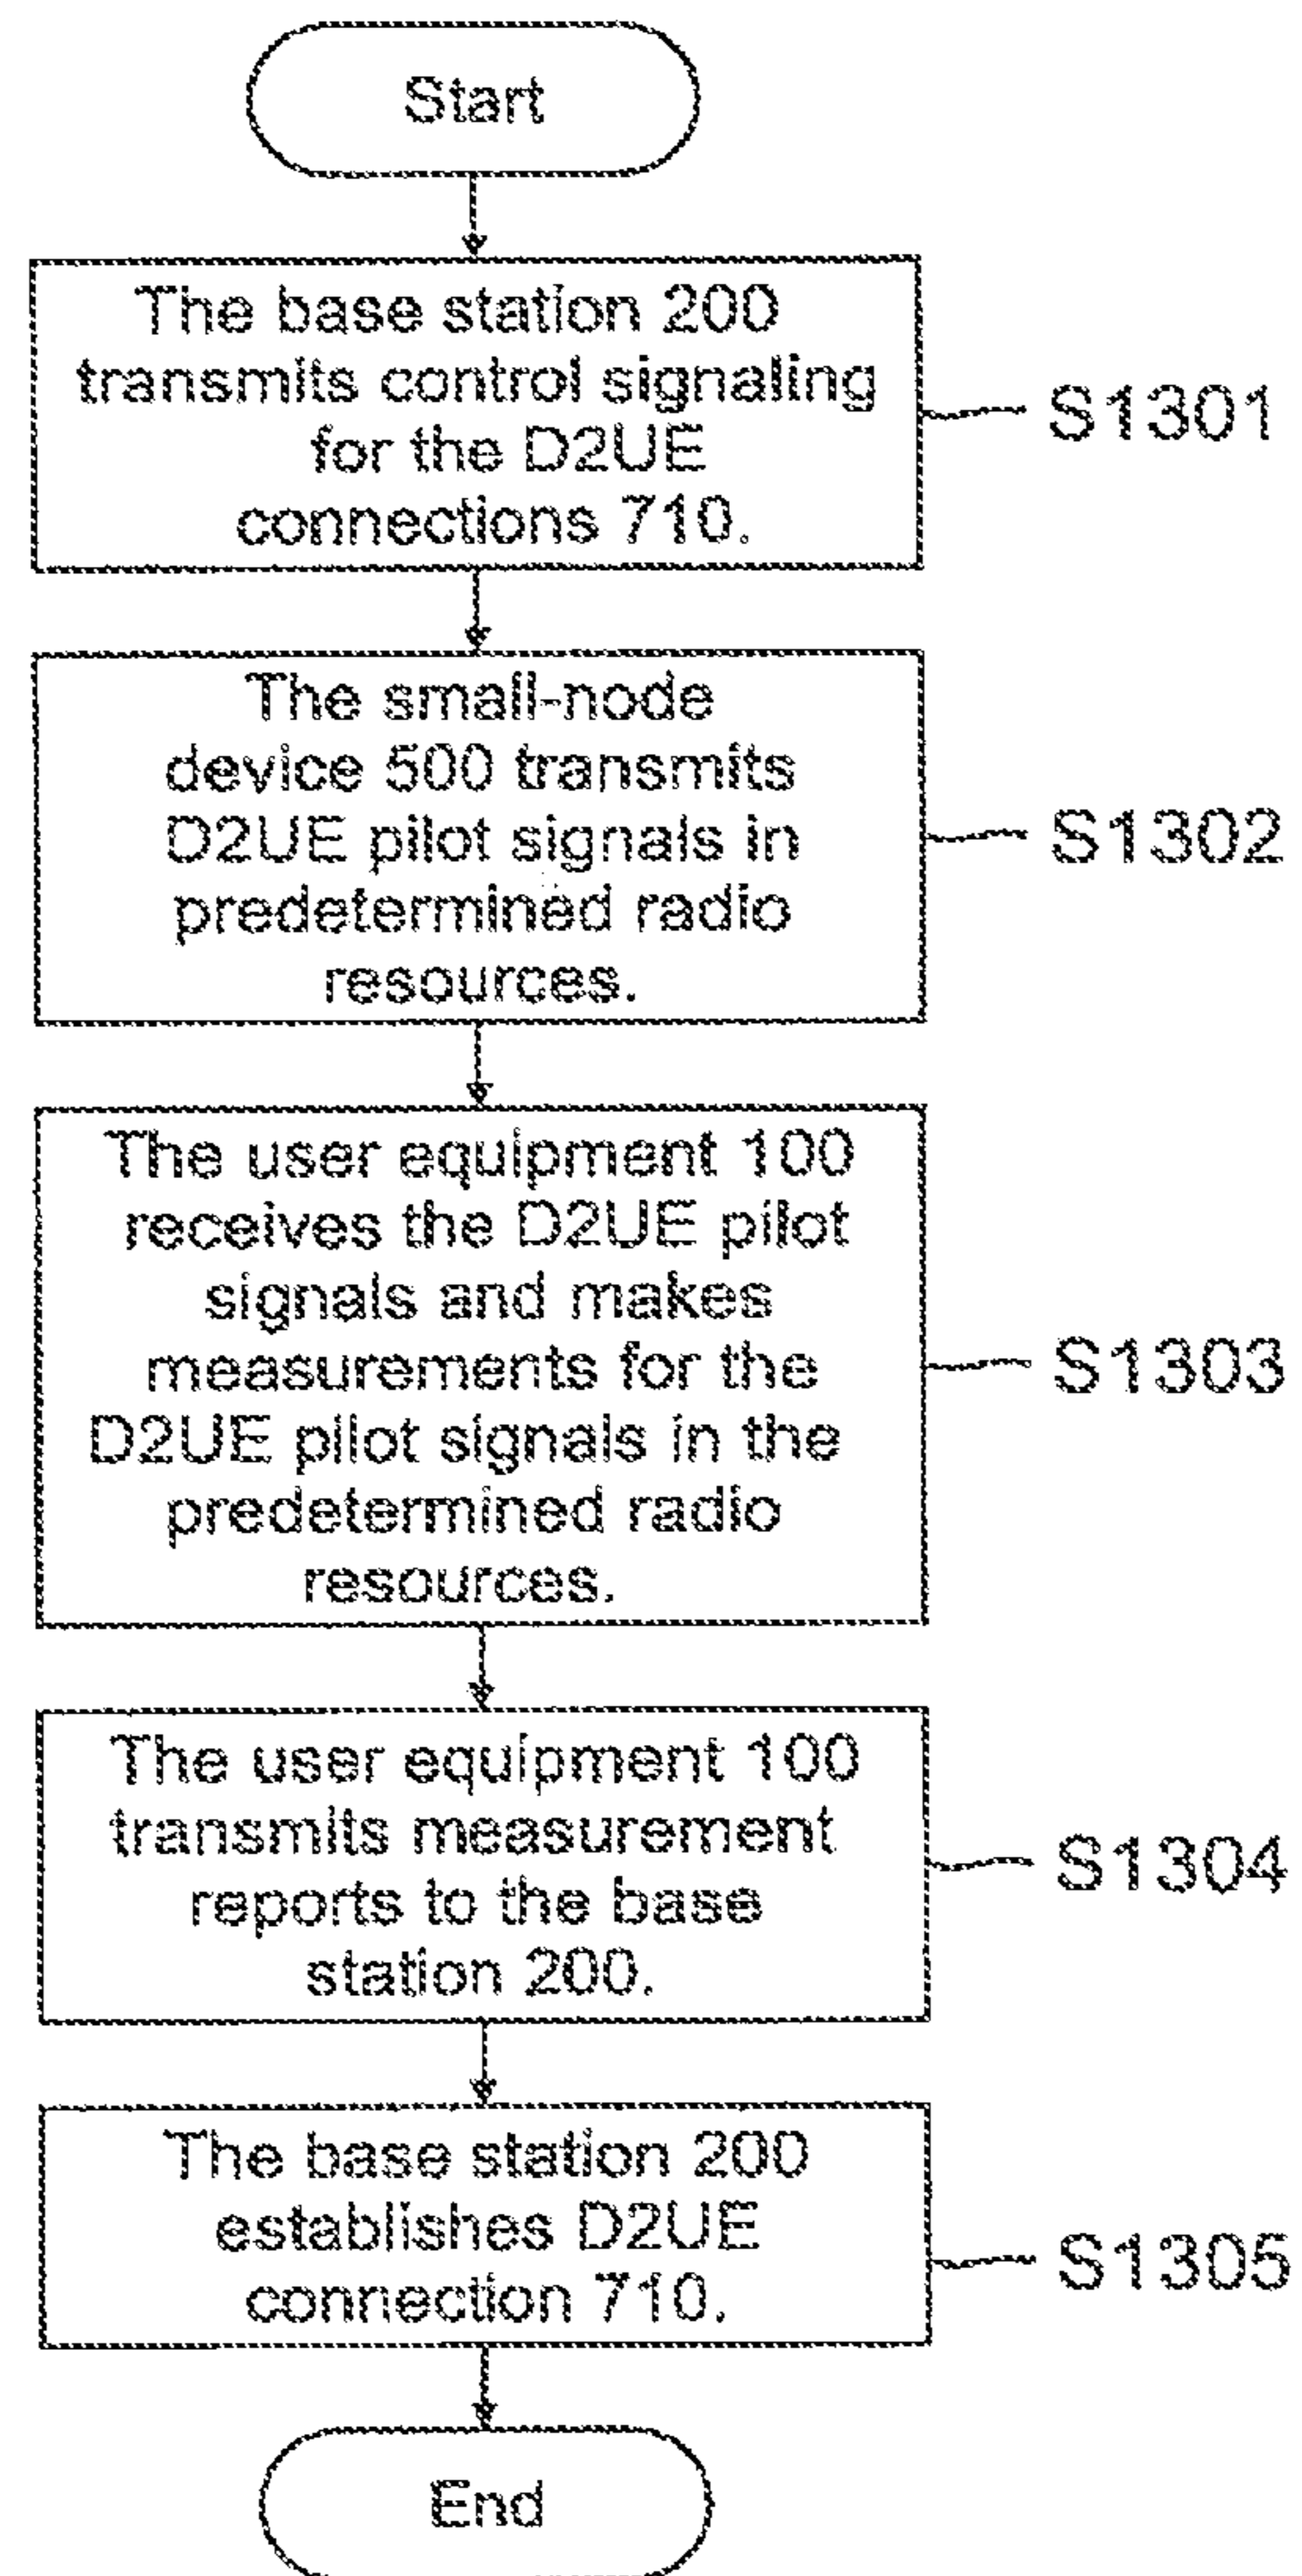 Start
The base station 200
transmits control signaling
for the D2UE
connections 710.
S1301
The small-node
device 500 transmits
D2UE pilot signals in
predetermined radio
resources.
S1302
The user equipment 100
receives the D2UE pilot
signals and makes
measurements for the
D2UE pilot signals in the
predetermined radio
resources.
S1303
The user equipment 100
transmits measurement
reports to the base
station 200.
S1304
The base station 200
establishes D2UE
connection 710.
S1305
End